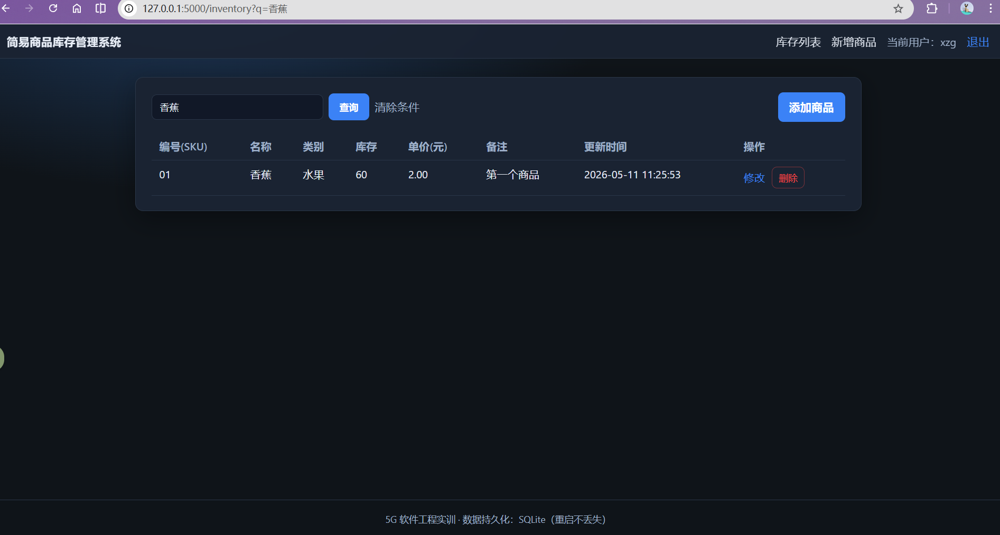 127.0.0.1:5000/inventory?q=香蕉
简易商品库存管理系统 库存列表 新增商品 当前用户：xzg 退出
香蕉 查询 清除条件 添加商品
编号(SKU) 名称 类别 库存 单价(元) 备注 更新时间 操作
01 香蕉 水果 60 2.00 第一个商品 2026-05-11 11:25:53 修改 删除
5G 软件工程实训 · 数据持久化：SQLite（重启不丢失）